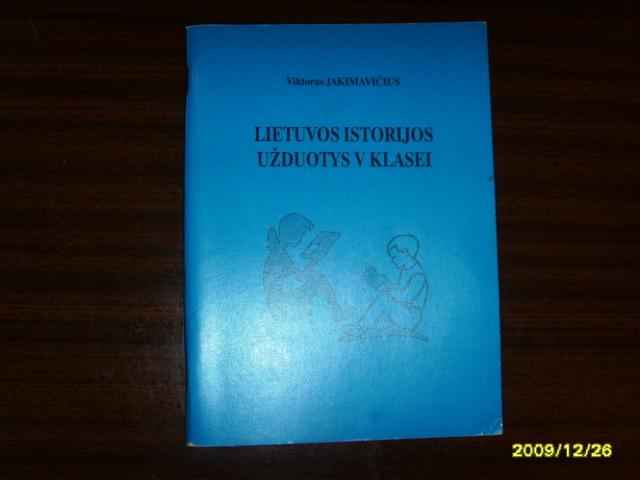 Viktoras JAKIMAVIČIUS
LIETUVOS ISTORIJOS
UŽDUOTYS V KLASEI
2009/12/26